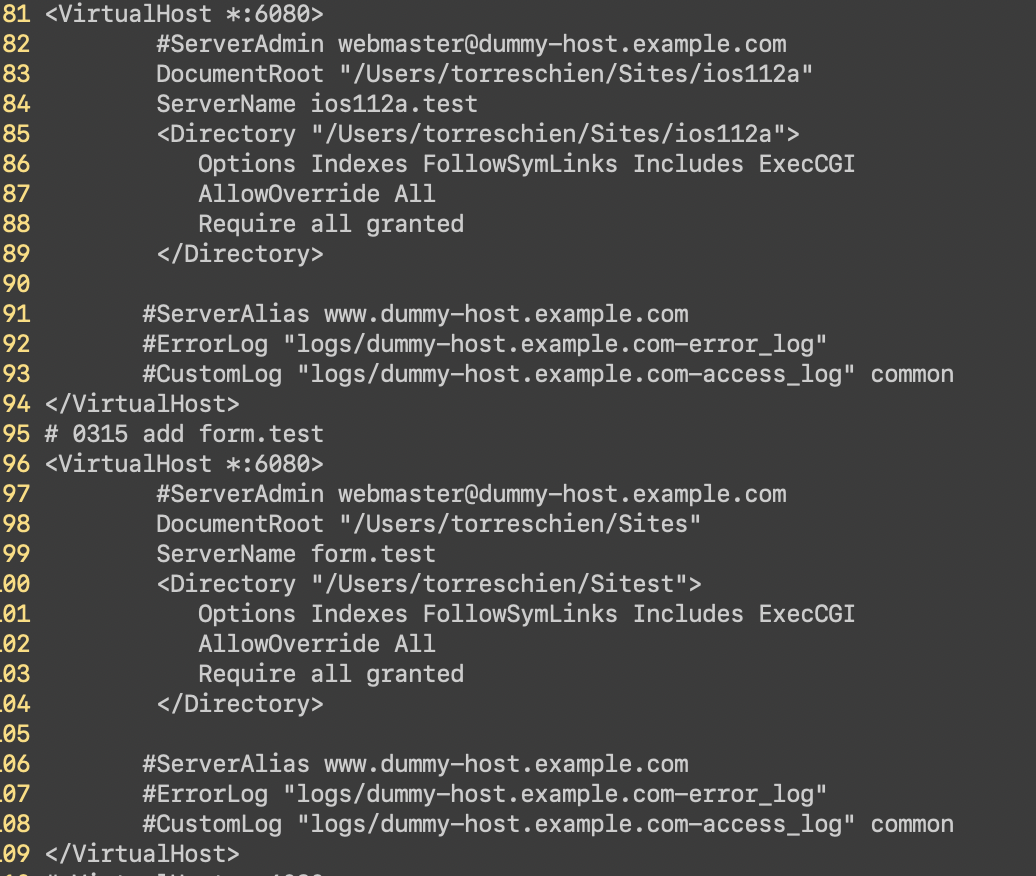 81 <VirtualHost *:6080>
82 #ServerAdmin webmaster@dummy-host.example.com
83 DocumentRoot "/Users/torreschien/Sites/ios112a"
84 ServerName ios112a.test
85 <Directory "/Users/torreschien/Sites/ios112a">
86 Options Indexes FollowSymLinks Includes ExecCGI
87 AllowOverride All
88 Require all granted
89 </Directory>
90
91 #ServerAlias www.dummy-host.example.com
92 #ErrorLog "logs/dummy-host.example.com-error_log"
93 #CustomLog "logs/dummy-host.example.com-access_log" common
94 </VirtualHost>
95 # 0315 add form.test
96 <VirtualHost *:6080>
97 #ServerAdmin webmaster@dummy-host.example.com
98 DocumentRoot "/Users/torreschien/Sites"
99 ServerName form.test
00 <Directory "/Users/torreschien/Sitest">
01 Options Indexes FollowSymLinks Includes ExecCGI
02 AllowOverride All
03 Require all granted
04 </Directory>
05
06 #ServerAlias www.dummy-host.example.com
07 #ErrorLog "logs/dummy-host.example.com-error_log"
08 #CustomLog "logs/dummy-host.example.com-access_log" common
09 </VirtualHost>